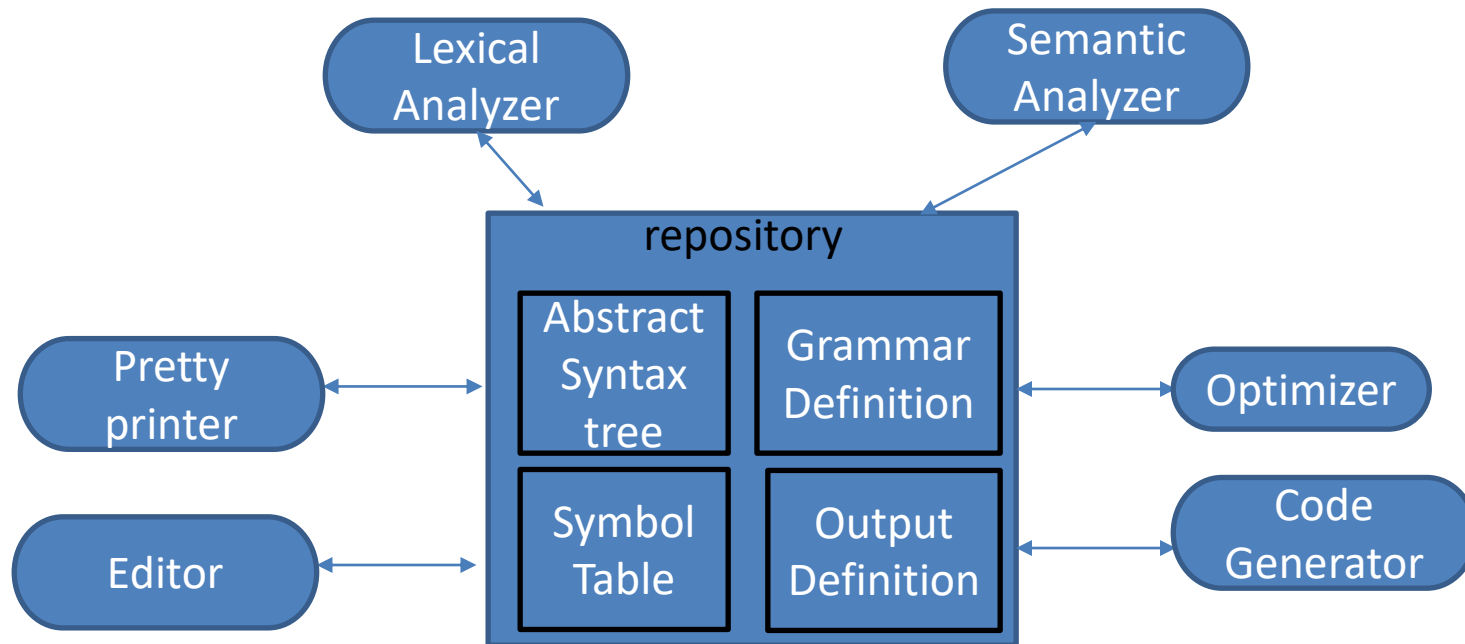 Lexical
Analyzer
Semantic
Analyzer
repository
Abstract
Syntax
tree
Grammar
Definition
Pretty
printer
Optimizer
Symbol
Table
Output
Definition
Editor
Code
Generator